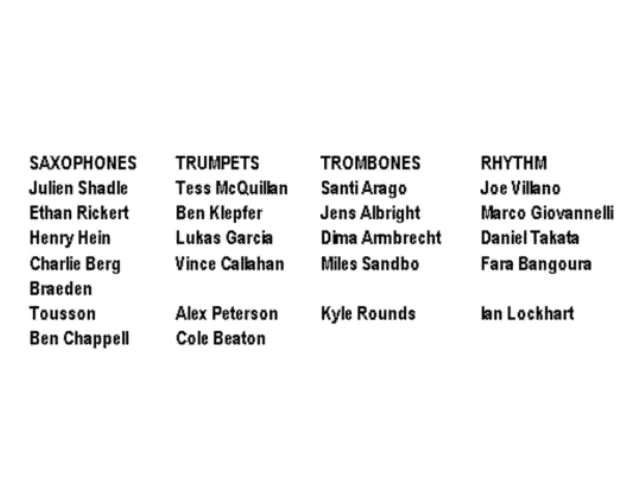 SAXOPHONES TRUMPETS TROMBONES RHYTHM
Julien Shadle Tess McQuillan Santi Arago Joe Villano
Ethan Rickert Ben Klepfer Jens Albright Marco Giovannelli
Henry Hein Lukas Garcia Dima Armbrecht Daniel Takata
Charlie Berg Vince Callahan Miles Sandbo Fara Bangoura
Braeden
Tousson Alex Peterson Kyle Rounds Ian Lockhart
Ben Chappell Cole Beaton